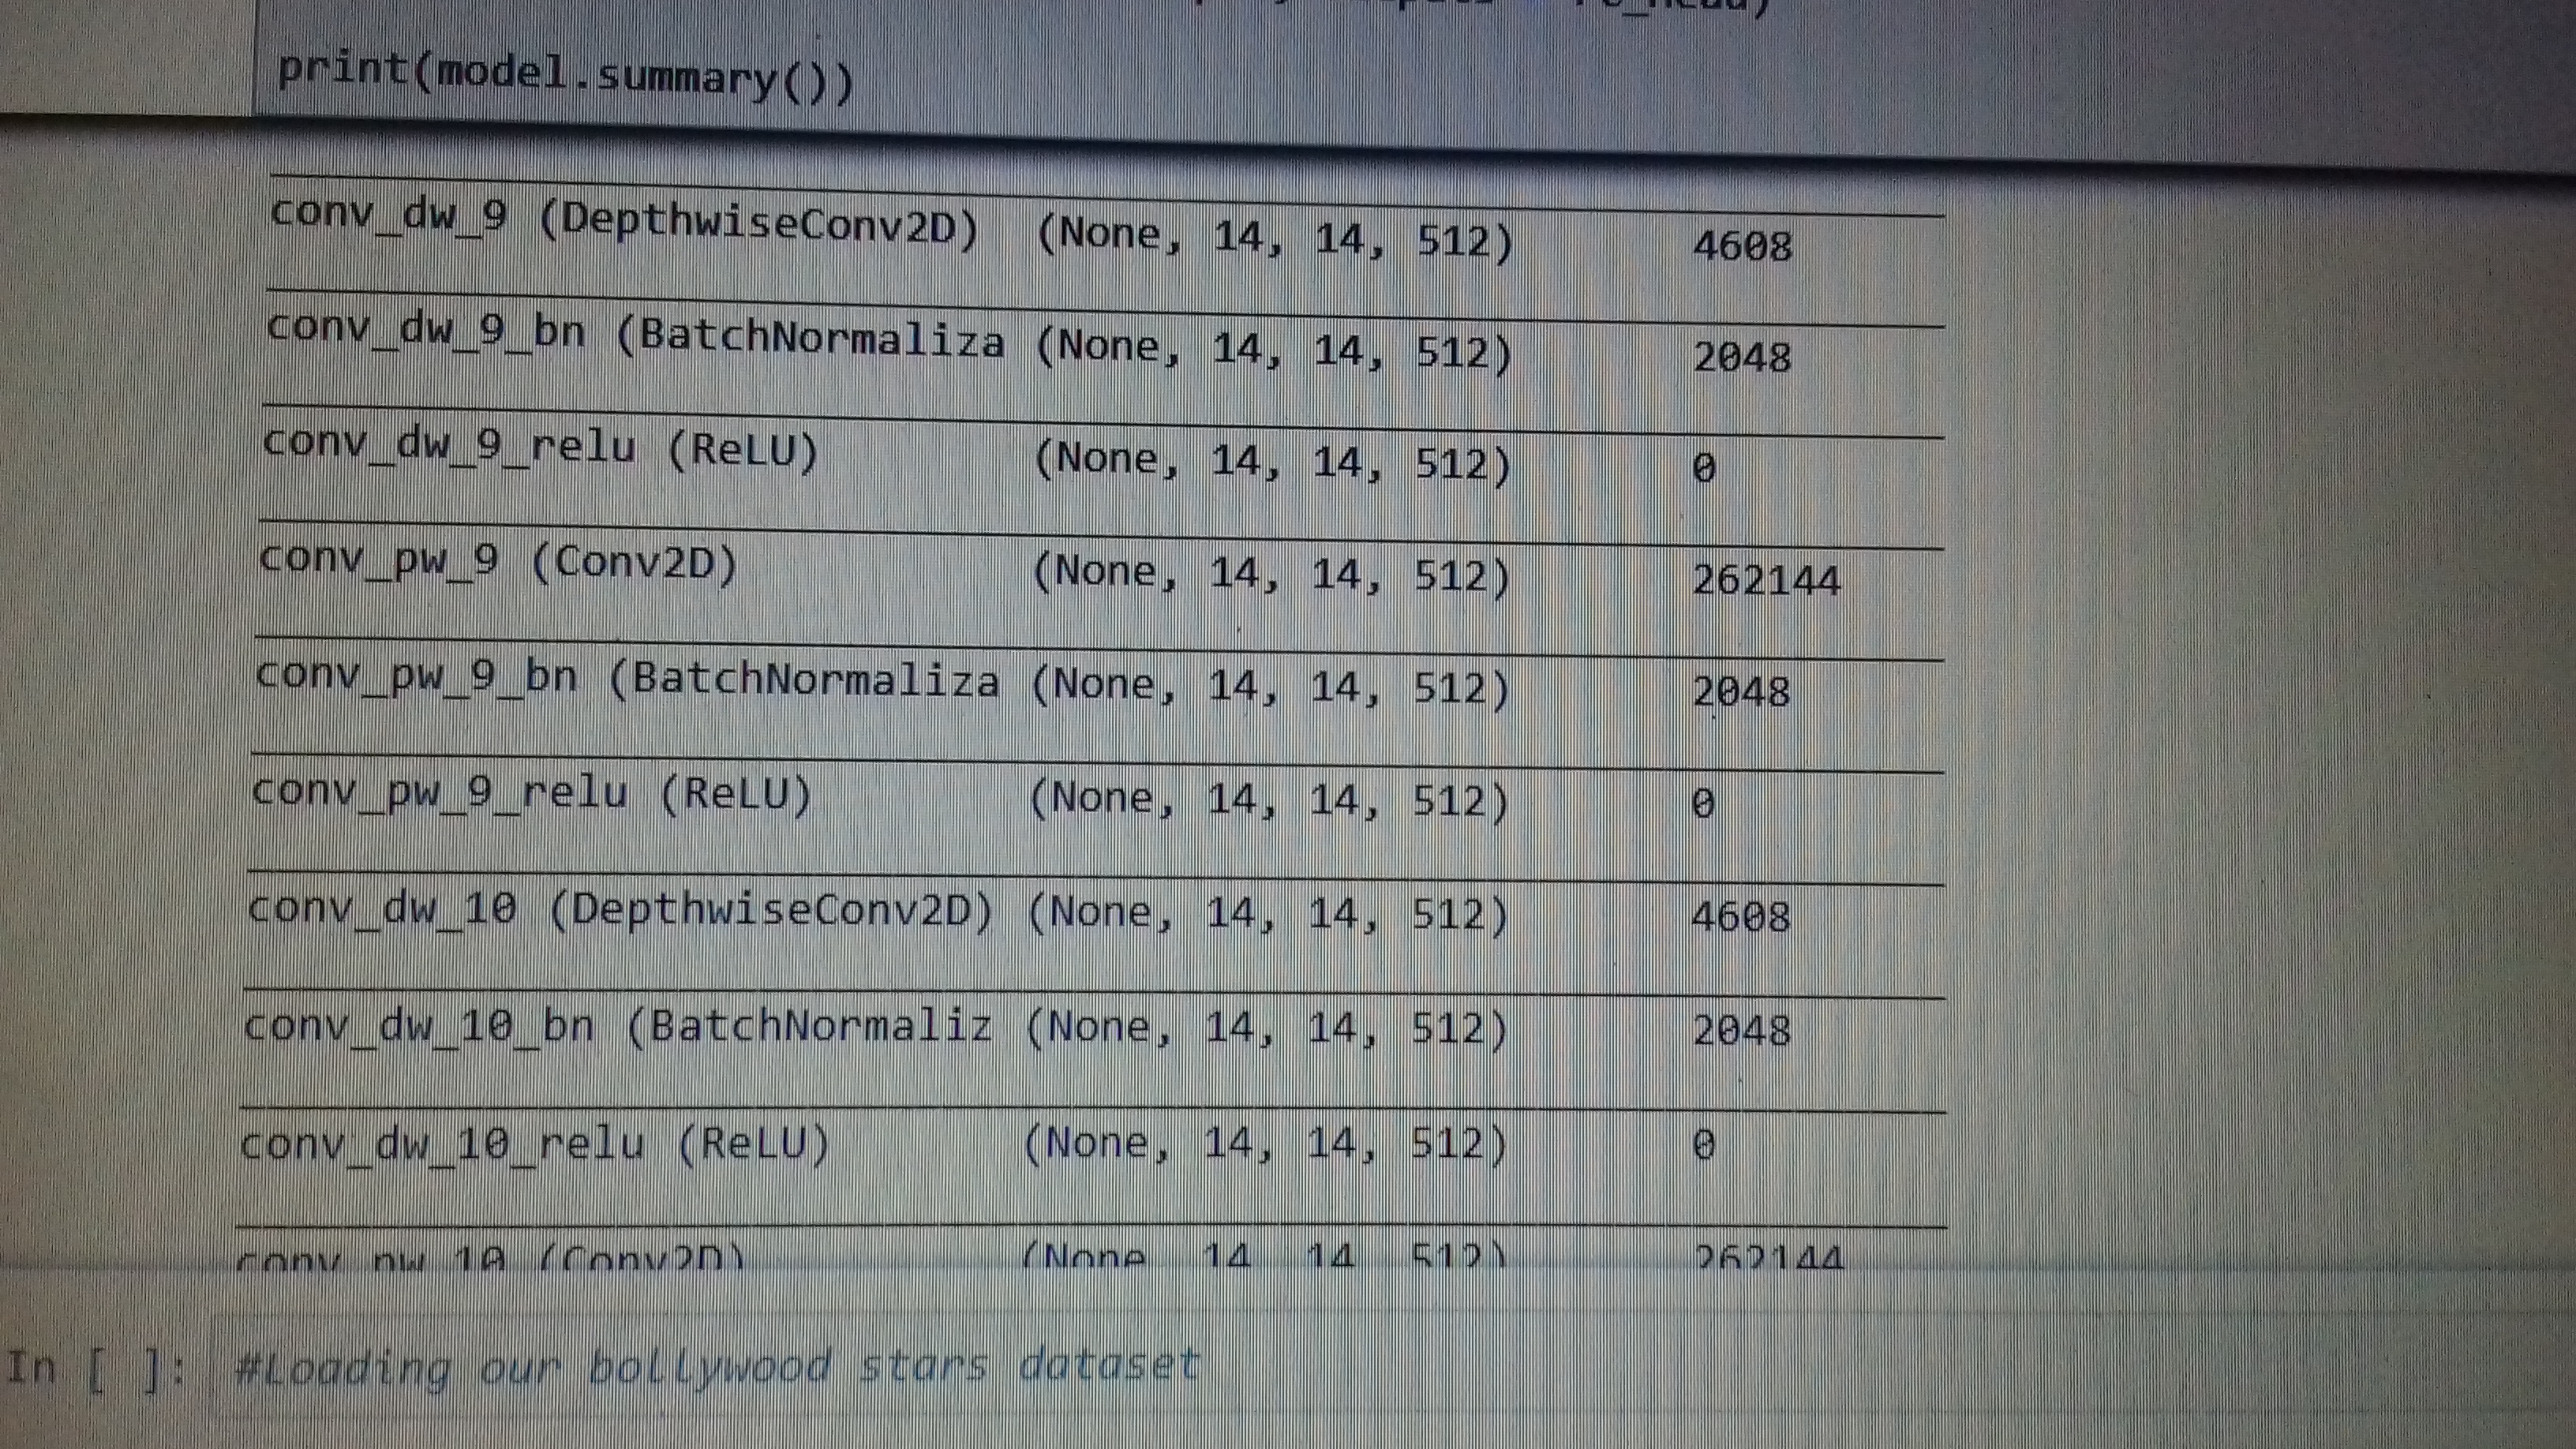 print(model.summary())
conv_dw_9 (DepthwiseConv2D) (None, 14, 14, 512) 4608
conv_dw_9_bn (BatchNormaliza (None, 14, 14, 512) 2048
conv_dw_9_relu (ReLU) (None, 14, 14, 512) 0
conv_pw_9 (Conv2D) (None, 14, 14, 512) 262144
conv_pw_9_bn (BatchNormaliza (None, 14, 14, 512) 2048
conv_pw_9_relu (ReLU) (None, 14, 14, 512) 0
conv_dw_10 (DepthwiseConv2D) (None, 14, 14, 512) 4608
conv_dw_10_bn (BatchNormaliz (None, 14, 14, 512) 2048
conv_dw_10_relu (ReLU) (None, 14, 14, 512) 0
conv_pw_10 (Conv2D) (None, 14, 14, 512) 262144
In [ ]: #Loading our bollywood stars dataset